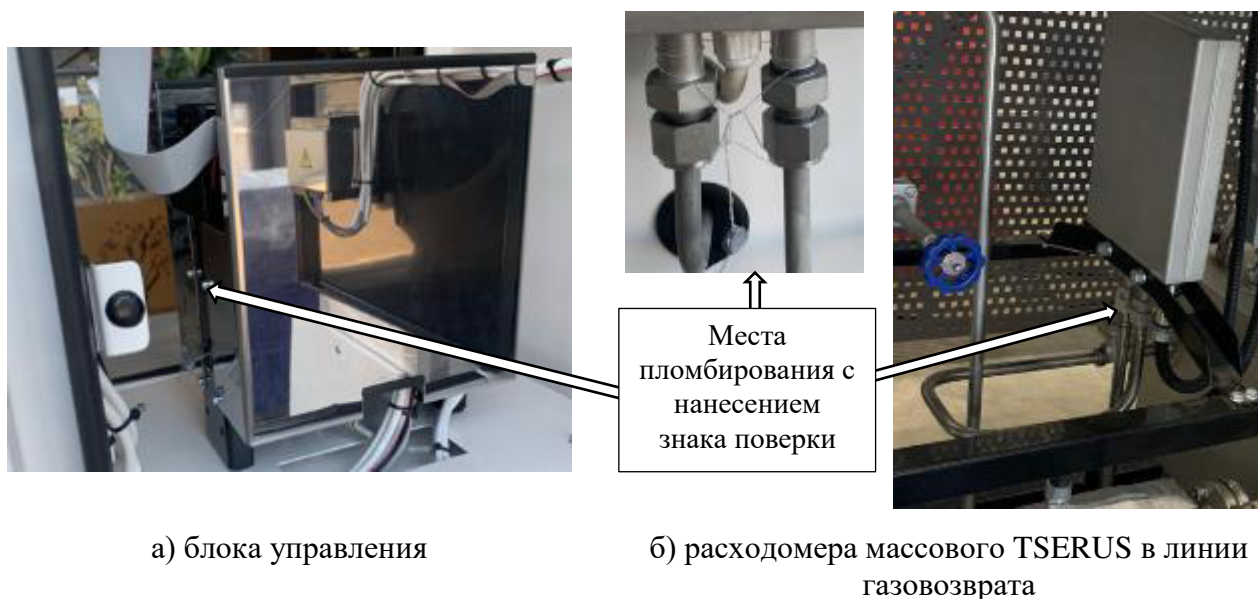 Места
пломбирования с
нанесением
знака поверки
а) блока управления
б) расходомера массового TSERUS в линии
газовозврата